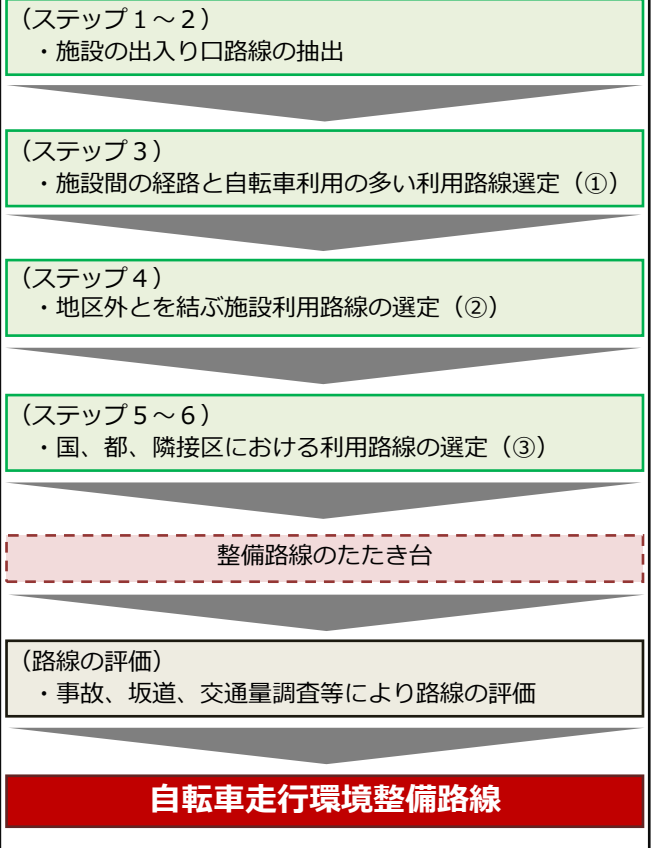 （ステップ１～２）
・施設の出入り口路線の抽出
（ステップ３）
・施設間の経路と自転車利用の多い利用路線選定（①）
（ステップ４）
・地区外とを結ぶ施設利用路線の選定（②）
（ステップ５～６）
・国、都、隣接区における利用路線の選定（③）
整備路線のたたき台
（路線の評価）
・事故、坂道、交通量調査等により路線の評価
自転車走行環境整備路線